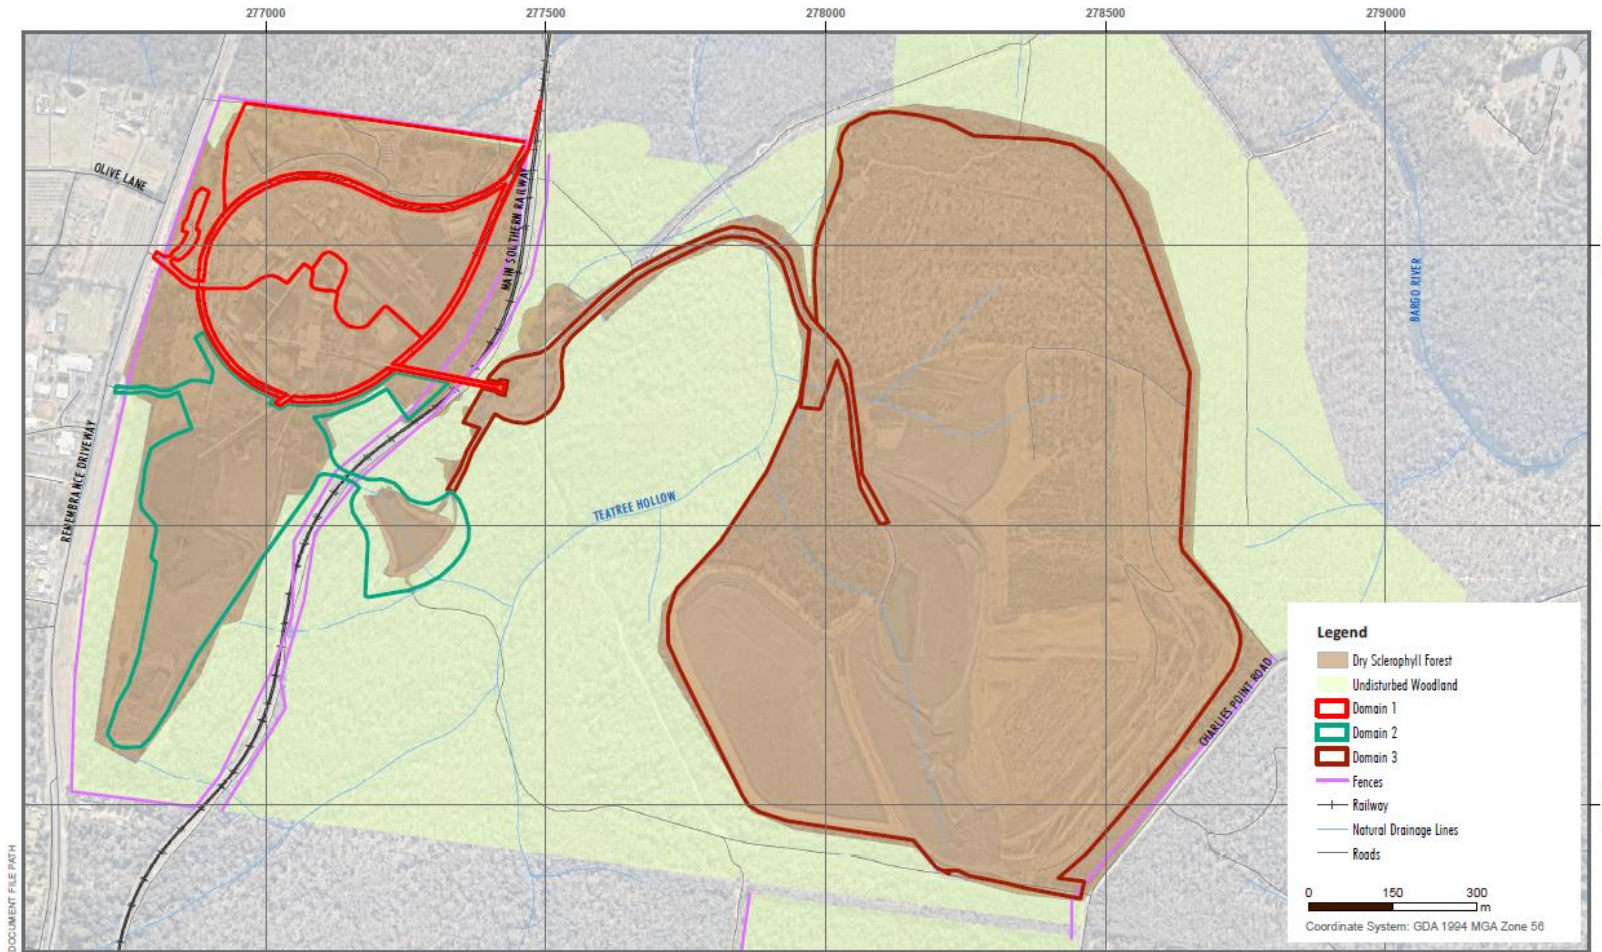 277000
277500
278000
278500
279000
OLIVE LANE
MAIN SOUTHERN RAILWAY
BARGO RIVER
REMEMBRANCE DRIVEWAY
TEATREE HOLLOW
CHARLIES POINT ROAD
Legend
Dry Sclerophyll Forest
Undisturbed Woodland
Domain 1
Domain 2
Domain 3
Fences
Railway
Natural Drainage Lines
Roads
0 150 300
m
Coordinate System: GDA 1994 MGA Zone 56
DOCUMENT FILE PATH